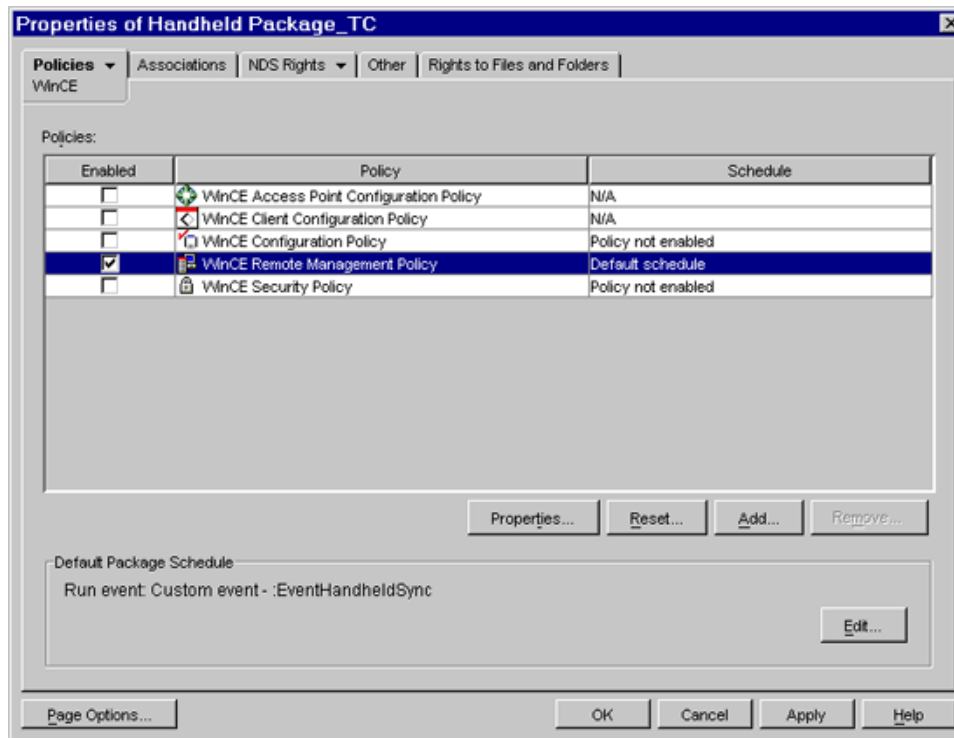 Properties of Handheld Package_TC
Policies Associations NDS Rights Other Rights to Files and Folders
WinCE
Policies:
Enabled Policy Schedule
WinCE Access Point Configuration Policy N/A
WinCE Client Configuration Policy N/A
WinCE Configuration Policy Policy not enabled
WinCE Remote Management Policy Default schedule
WinCE Security Policy Policy not enabled
Properties... Reset... Add... Remove...
Default Package Schedule
Run event: Custom event - :EventHandheldSync
Edit...
Page Options... OK Cancel Apply Help